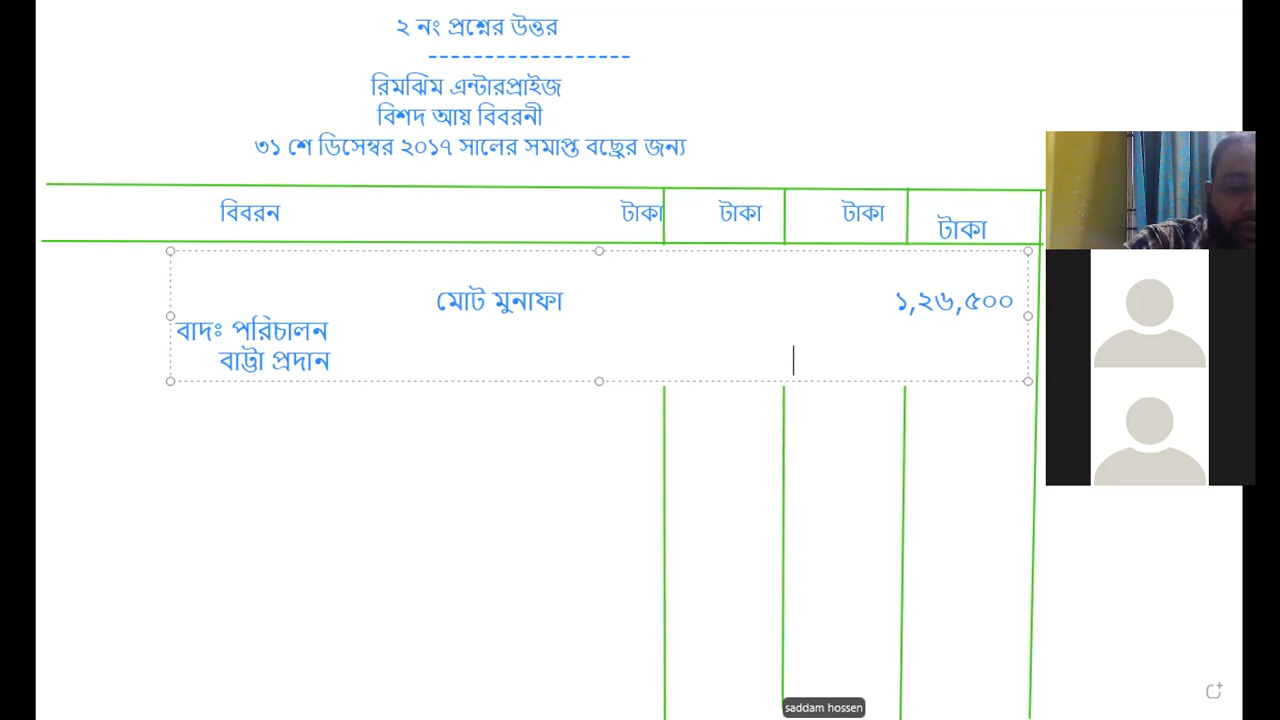 ২ নং প্রশ্নের উত্তর
------------------
রিমঝিম এন্টারপ্রাইজ
বিশদ আয় বিবরনী
৩১ শে ডিসেম্বর ২০১৭ সালের সমাপ্ত বছের জন্য
বিবরন টাকা টাকা টাকা টাকা
মোট মুনাফা ১,২৬,৫০০
বাদঃ পরিচালন
বাট্টা প্রদান
saddam hossen